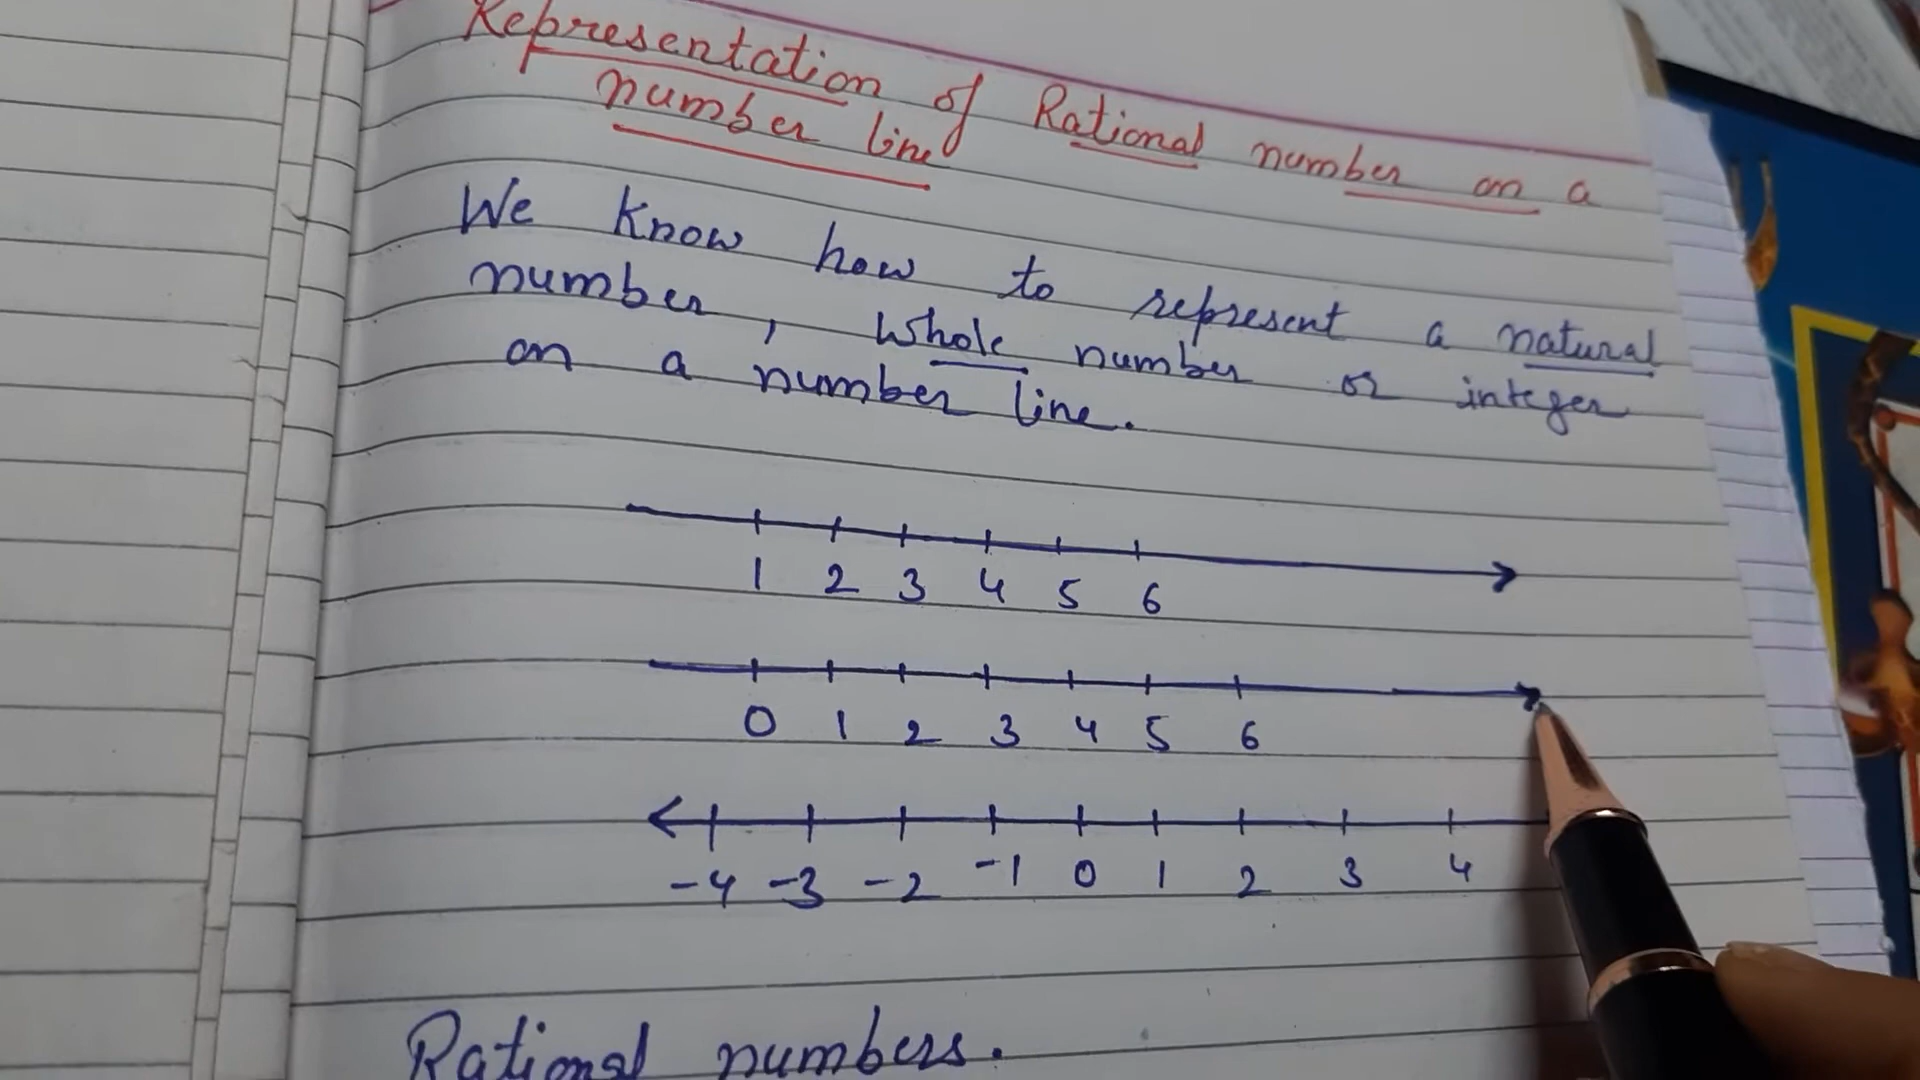 Representation of Rational number on a
number line
We know how to represent a natural
number, Whole number or integer
on a number line.
1 2 3 4 5 6
0 1 2 3 4 5 6
-4 -3 -2 -1 0 1 2 3 4
Rational numbers.